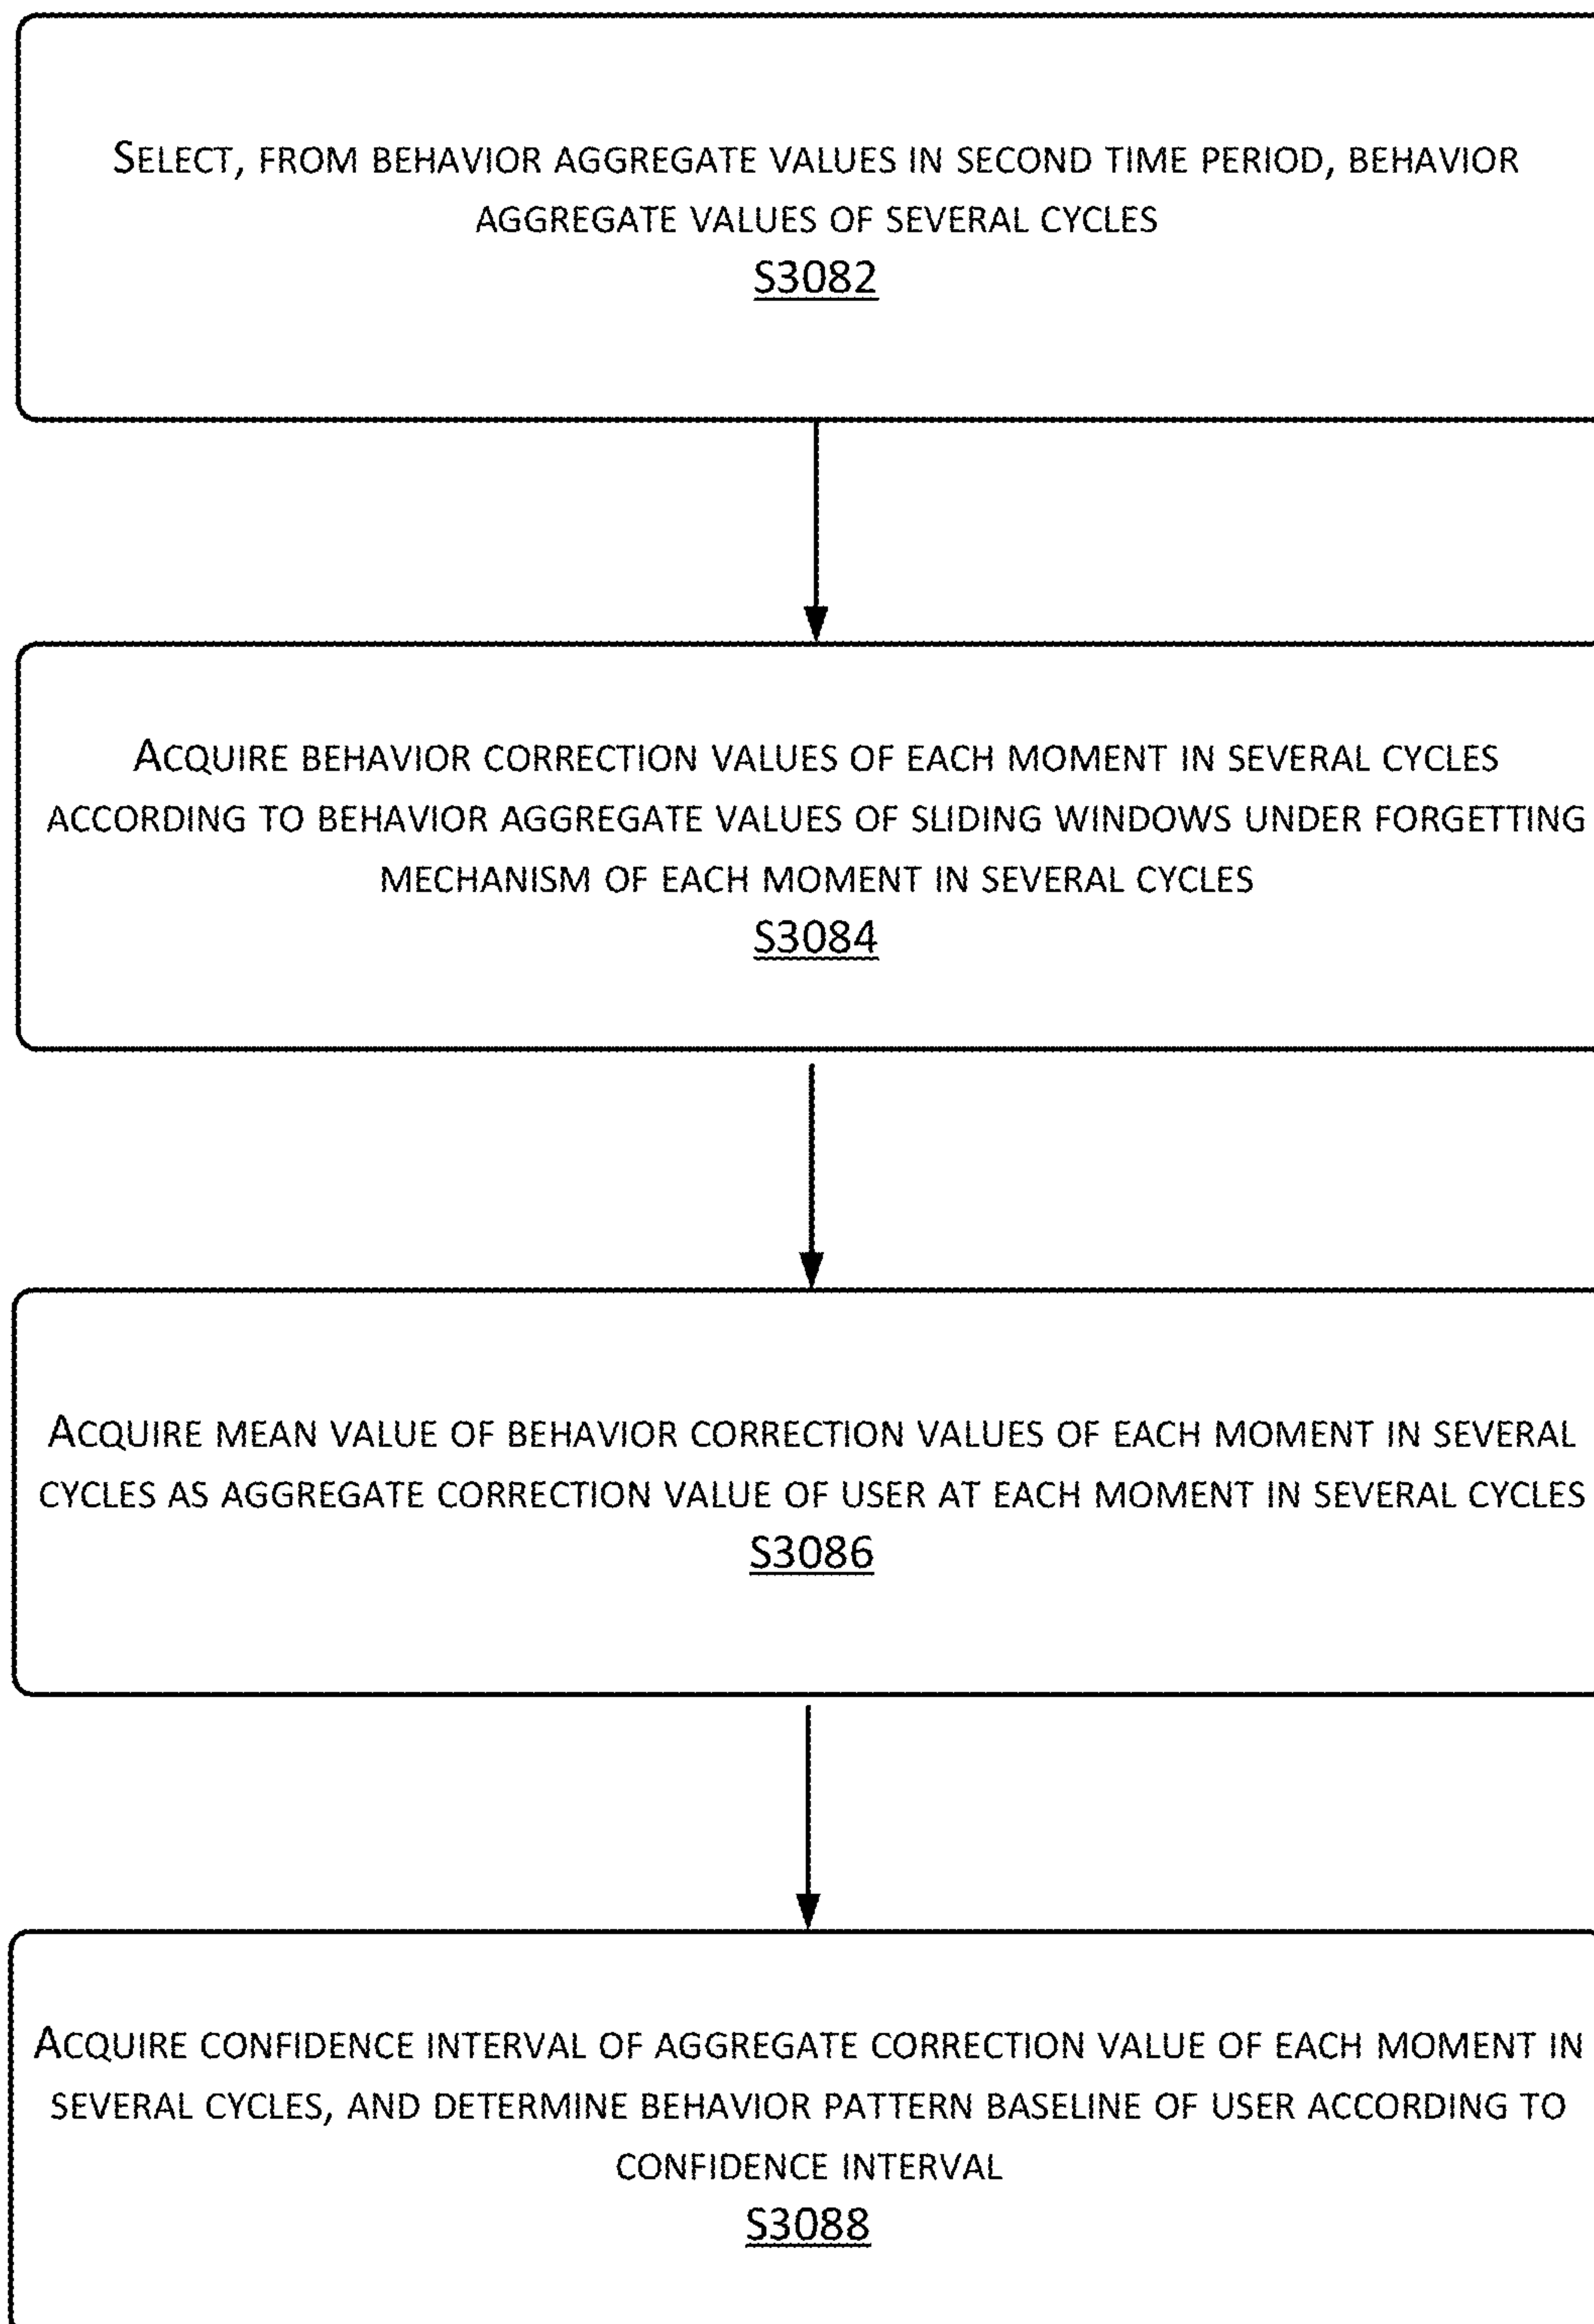 SELECT, FROM BEHAVIOR AGGREGATE VALUES IN SECOND TIME PERIOD, BEHAVIOR
AGGREGATE VALUES OF SEVERAL CYCLES
S3082
ACQUIRE BEHAVIOR CORRECTION VALUES OF EACH MOMENT IN SEVERAL CYCLES
ACCORDING TO BEHAVIOR AGGREGATE VALUES OF SLIDING WINDOWS UNDER FORGETTING
MECHANISM OF EACH MOMENT IN SEVERAL CYCLES
S3084
ACQUIRE MEAN VALUE OF BEHAVIOR CORRECTION VALUES OF EACH MOMENT IN SEVERAL
CYCLES AS AGGREGATE CORRECTION VALUE OF USER AT EACH MOMENT IN SEVERAL CYCLES
S3086
ACQUIRE CONFIDENCE INTERVAL OF AGGREGATE CORRECTION VALUE OF EACH MOMENT IN
SEVERAL CYCLES, AND DETERMINE BEHAVIOR PATTERN BASELINE OF USER ACCORDING TO
CONFIDENCE INTERVAL
S3088